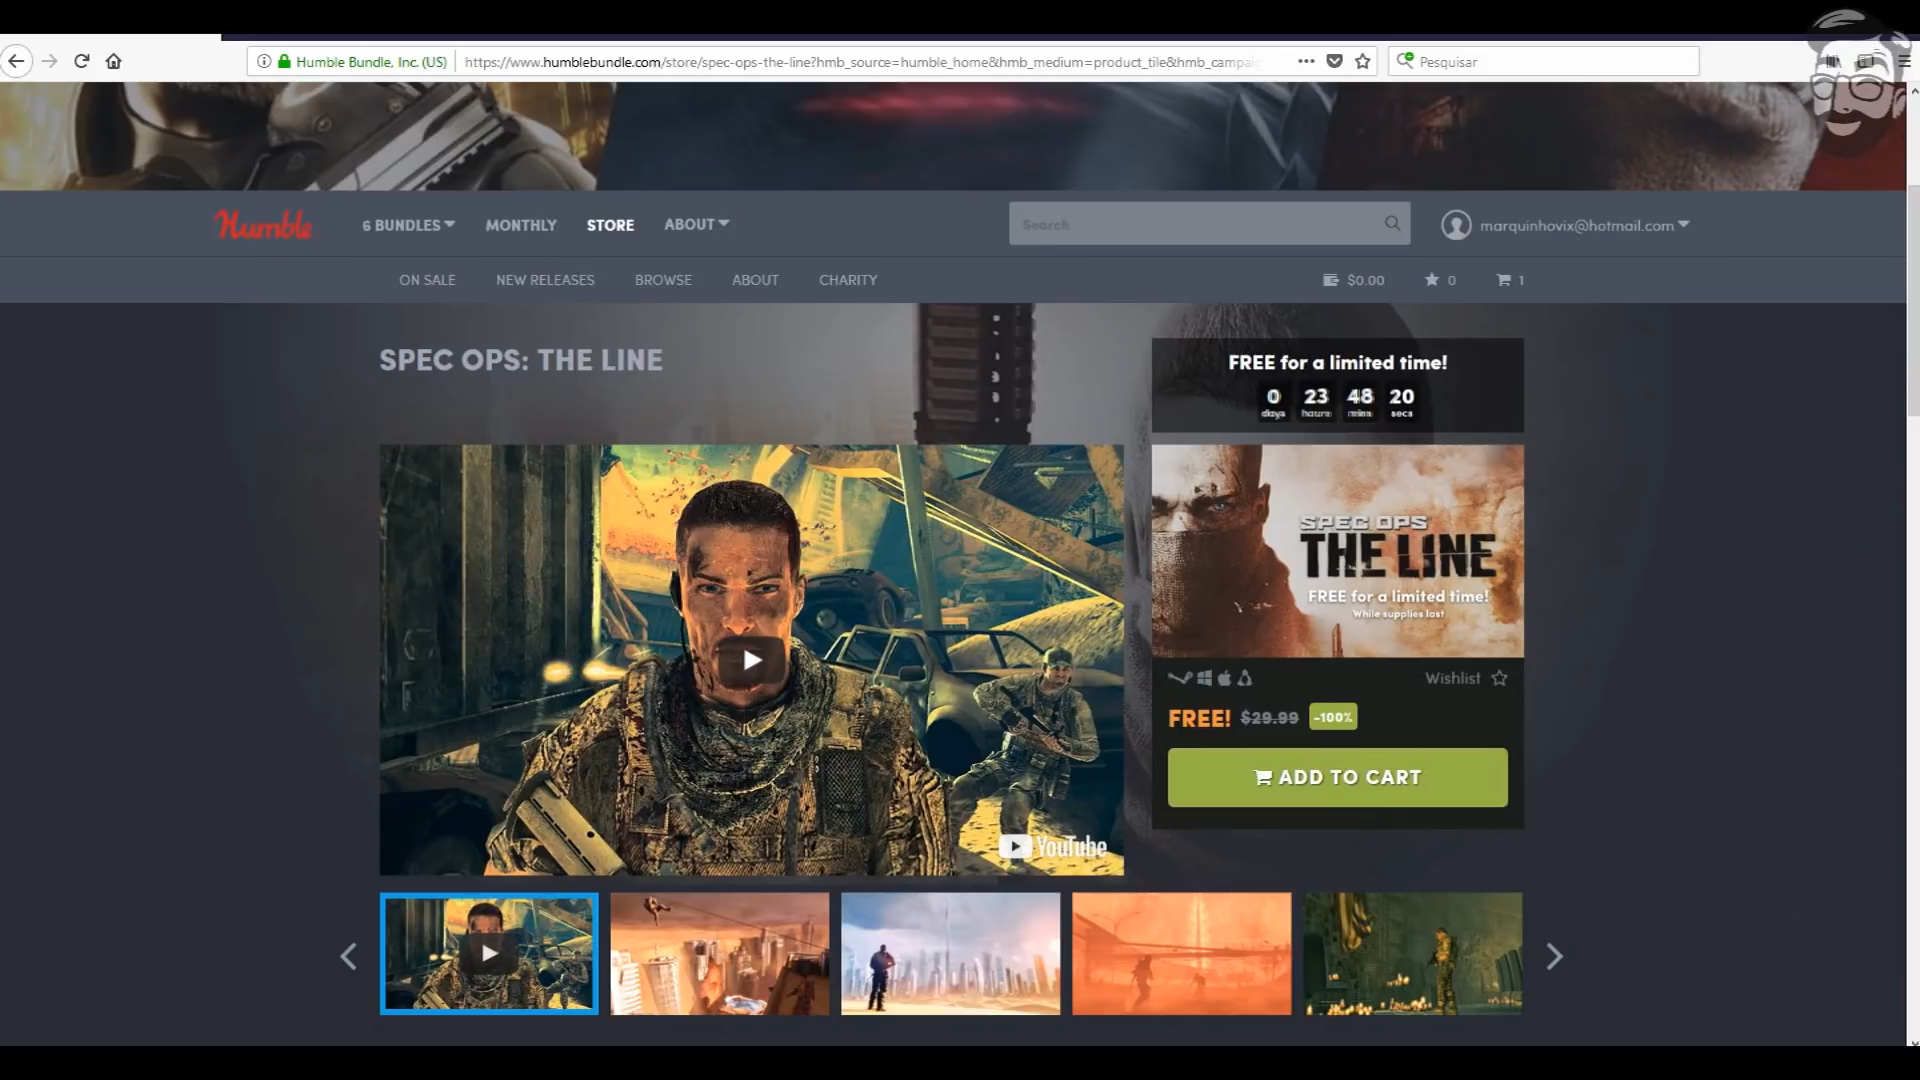 Humble Bundle, Inc. (US)
https://www.humblebundle.com/store/spec-ops-the-line?hmb_source=humble_home&hmb_medium=product_tile&hmb_campaig
Pesquisar
Humble
6 BUNDLES
MONTHLY
STORE
ABOUT
Search
marquinhovix@hotmail.com
ON SALE
NEW RELEASES
BROWSE
ABOUT
CHARITY
$0.00
0
1
SPEC OPS: THE LINE
FREE for a limited time!
0 23 48 20
days hours mins secs
SPEC OPS
THE LINE
FREE for a limited time!
While supplies last
YouTube
Wishlist
FREE! $29.99 -100%
ADD TO CART